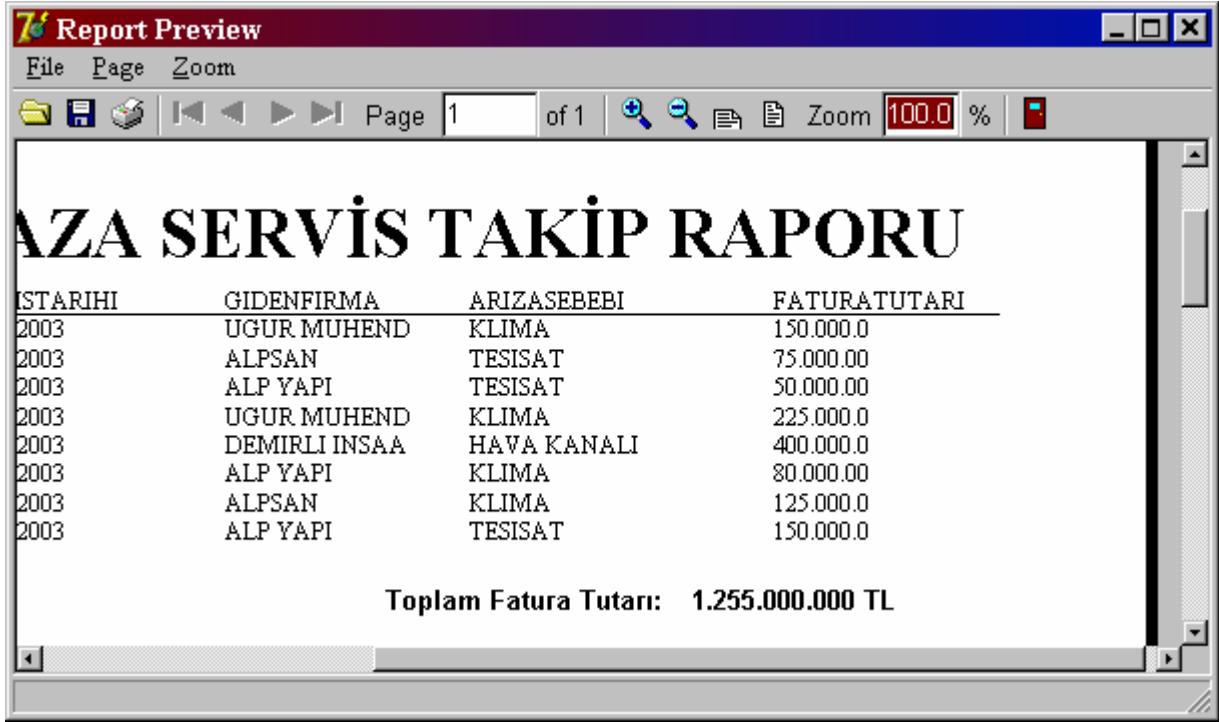 Report Preview
File Page Zoom
Page 1 of 1 Zoom 100.0 %
AZA SERVİS TAKİP RAPORU
ISTARIHI GIDENFIRMA ARIZASEBEBI FATURATUTARI
2003 UGUR MUHEND KLIMA 150.000.0
2003 ALPSAN TESISAT 75.000.00
2003 ALP YAPI TESISAT 50.000.00
2003 UGUR MUHEND KLIMA 225.000.0
2003 DEMIRLI INSAA HAVA KANALI 400.000.0
2003 ALP YAPI KLIMA 80.000.00
2003 ALPSAN KLIMA 125.000.0
2003 ALP YAPI TESISAT 150.000.0
Toplam Fatura Tutarı: 1.255.000.000 TL